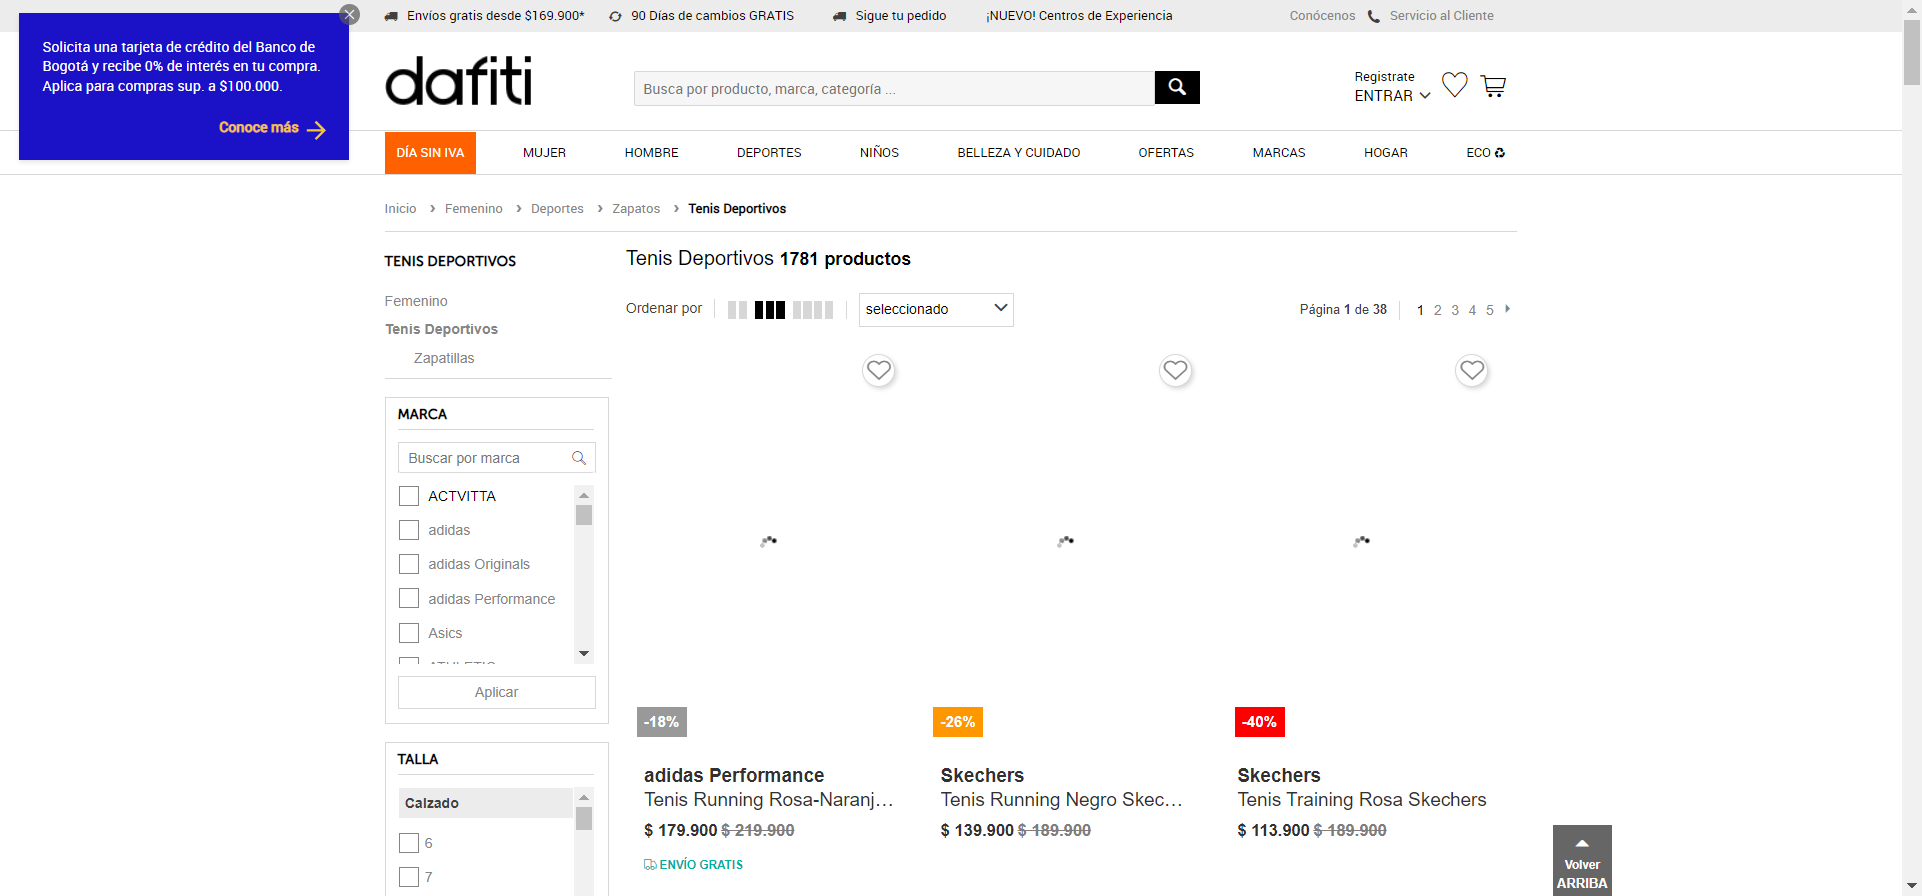 Envíos gratis desde $169.900*
90 Días de cambios GRATIS
Sigue tu pedido
¡NUEVO! Centros de Experiencia
Conócenos
Servicio al Cliente
Solicita una tarjeta de crédito del Banco de
Bogotá y recibe 0% de interés en tu compra.
Aplica para compras sup. a $100.000.
Conoce más
dafiti
Busca por producto, marca, categoría ...
Registrate
ENTRAR
DÍA SIN IVA
MUJER
HOMBRE
DEPORTES
NIÑOS
BELLEZA Y CUIDADO
OFERTAS
MARCAS
HOGAR
ECO
Inicio › Femenino › Deportes › Zapatos › Tenis Deportivos
TENIS DEPORTIVOS
Femenino
Tenis Deportivos
Zapatillas
MARCA
Buscar por marca
ACTVITTA
adidas
adidas Originals
adidas Performance
Asics
ATHLETIC
Aplicar
TALLA
Calzado
6
7
Tenis Deportivos 1781 productos
Ordenar por
seleccionado
Página 1 de 38
1 2 3 4 5
-18%
adidas Performance
Tenis Running Rosa-Naranj...
$ 179.900 $ 219.900
ENVÍO GRATIS
-26%
Skechers
Tenis Running Negro Skec...
$ 139.900 $ 189.900
-40%
Skechers
Tenis Training Rosa Skechers
$ 113.900 $ 189.900
Volver
ARRIBA